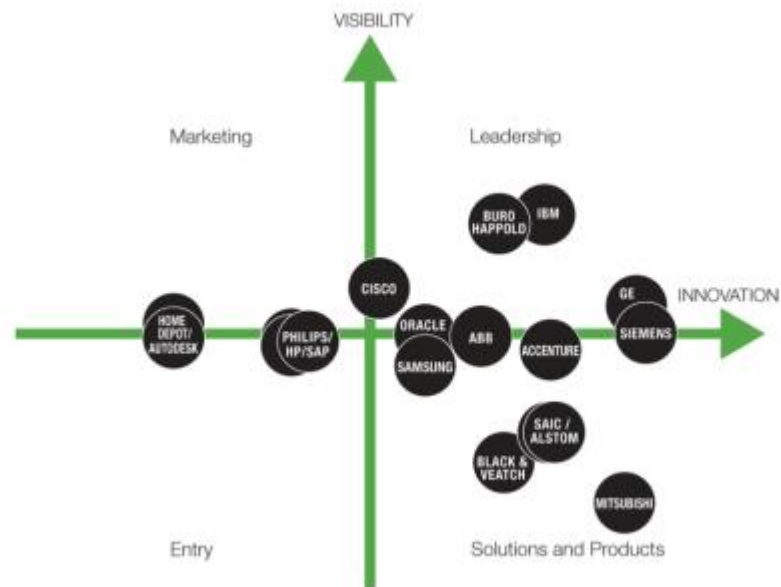 VISIBILITY
Marketing
Leadership
BURO
HAPPOLD
IBM
CISCO
GE
INNOVATION
HOME
DEPOT/
AUTODESK
PHILIPS/
HP/SAP
ORACLE
ABB
SIEMENS
SAMSUNG
ACCENTURE
SAIC /
ALSTOM
BLACK &
VEATCH
MITSUBISHI
Entry
Solutions and Products